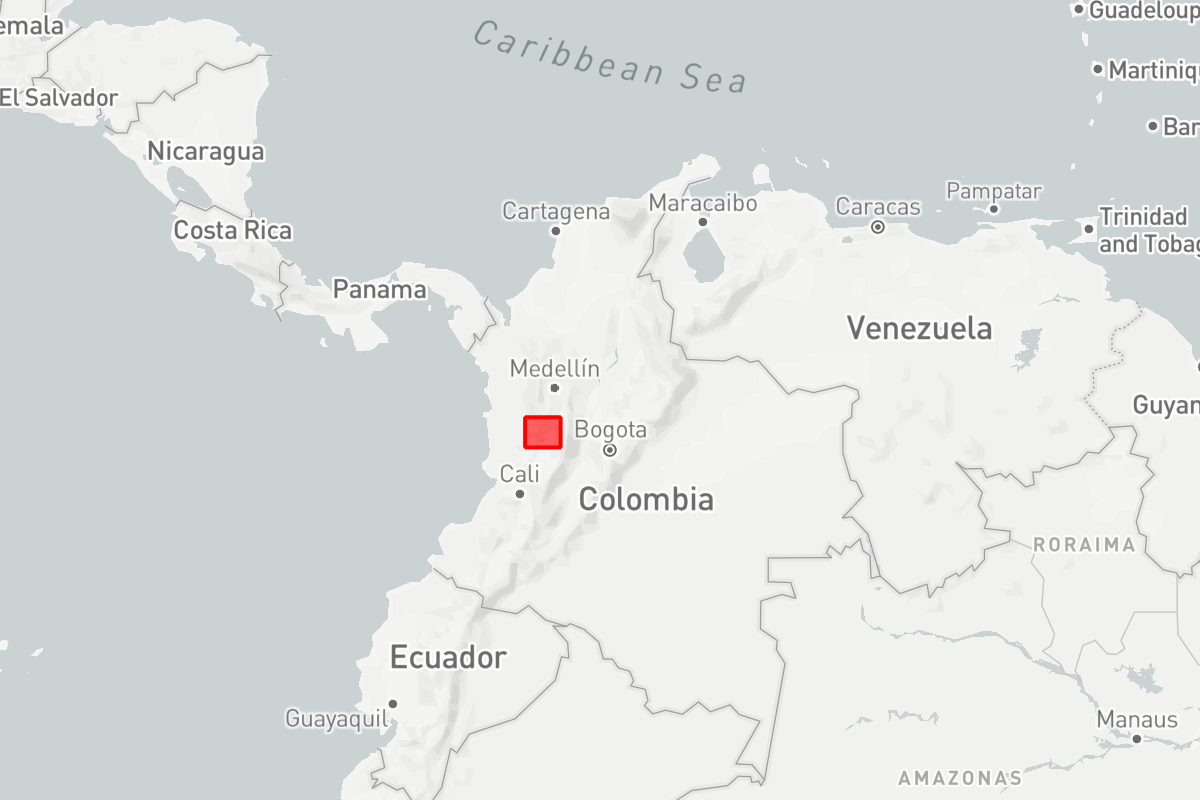 emala
Guadeloup
Caribbean Sea
Martiniqu
El Salvador
Bar
Nicaragua
Pampatar
Maracaibo
Cartagena
Caracas
Trinidad
and Tobag
Costa Rica
Panama
Venezuela
Medellín
Guyan
Bogota
Cali
Colombia
RORAIMA
Ecuador
Guayaquil
Manaus
AMAZONAS